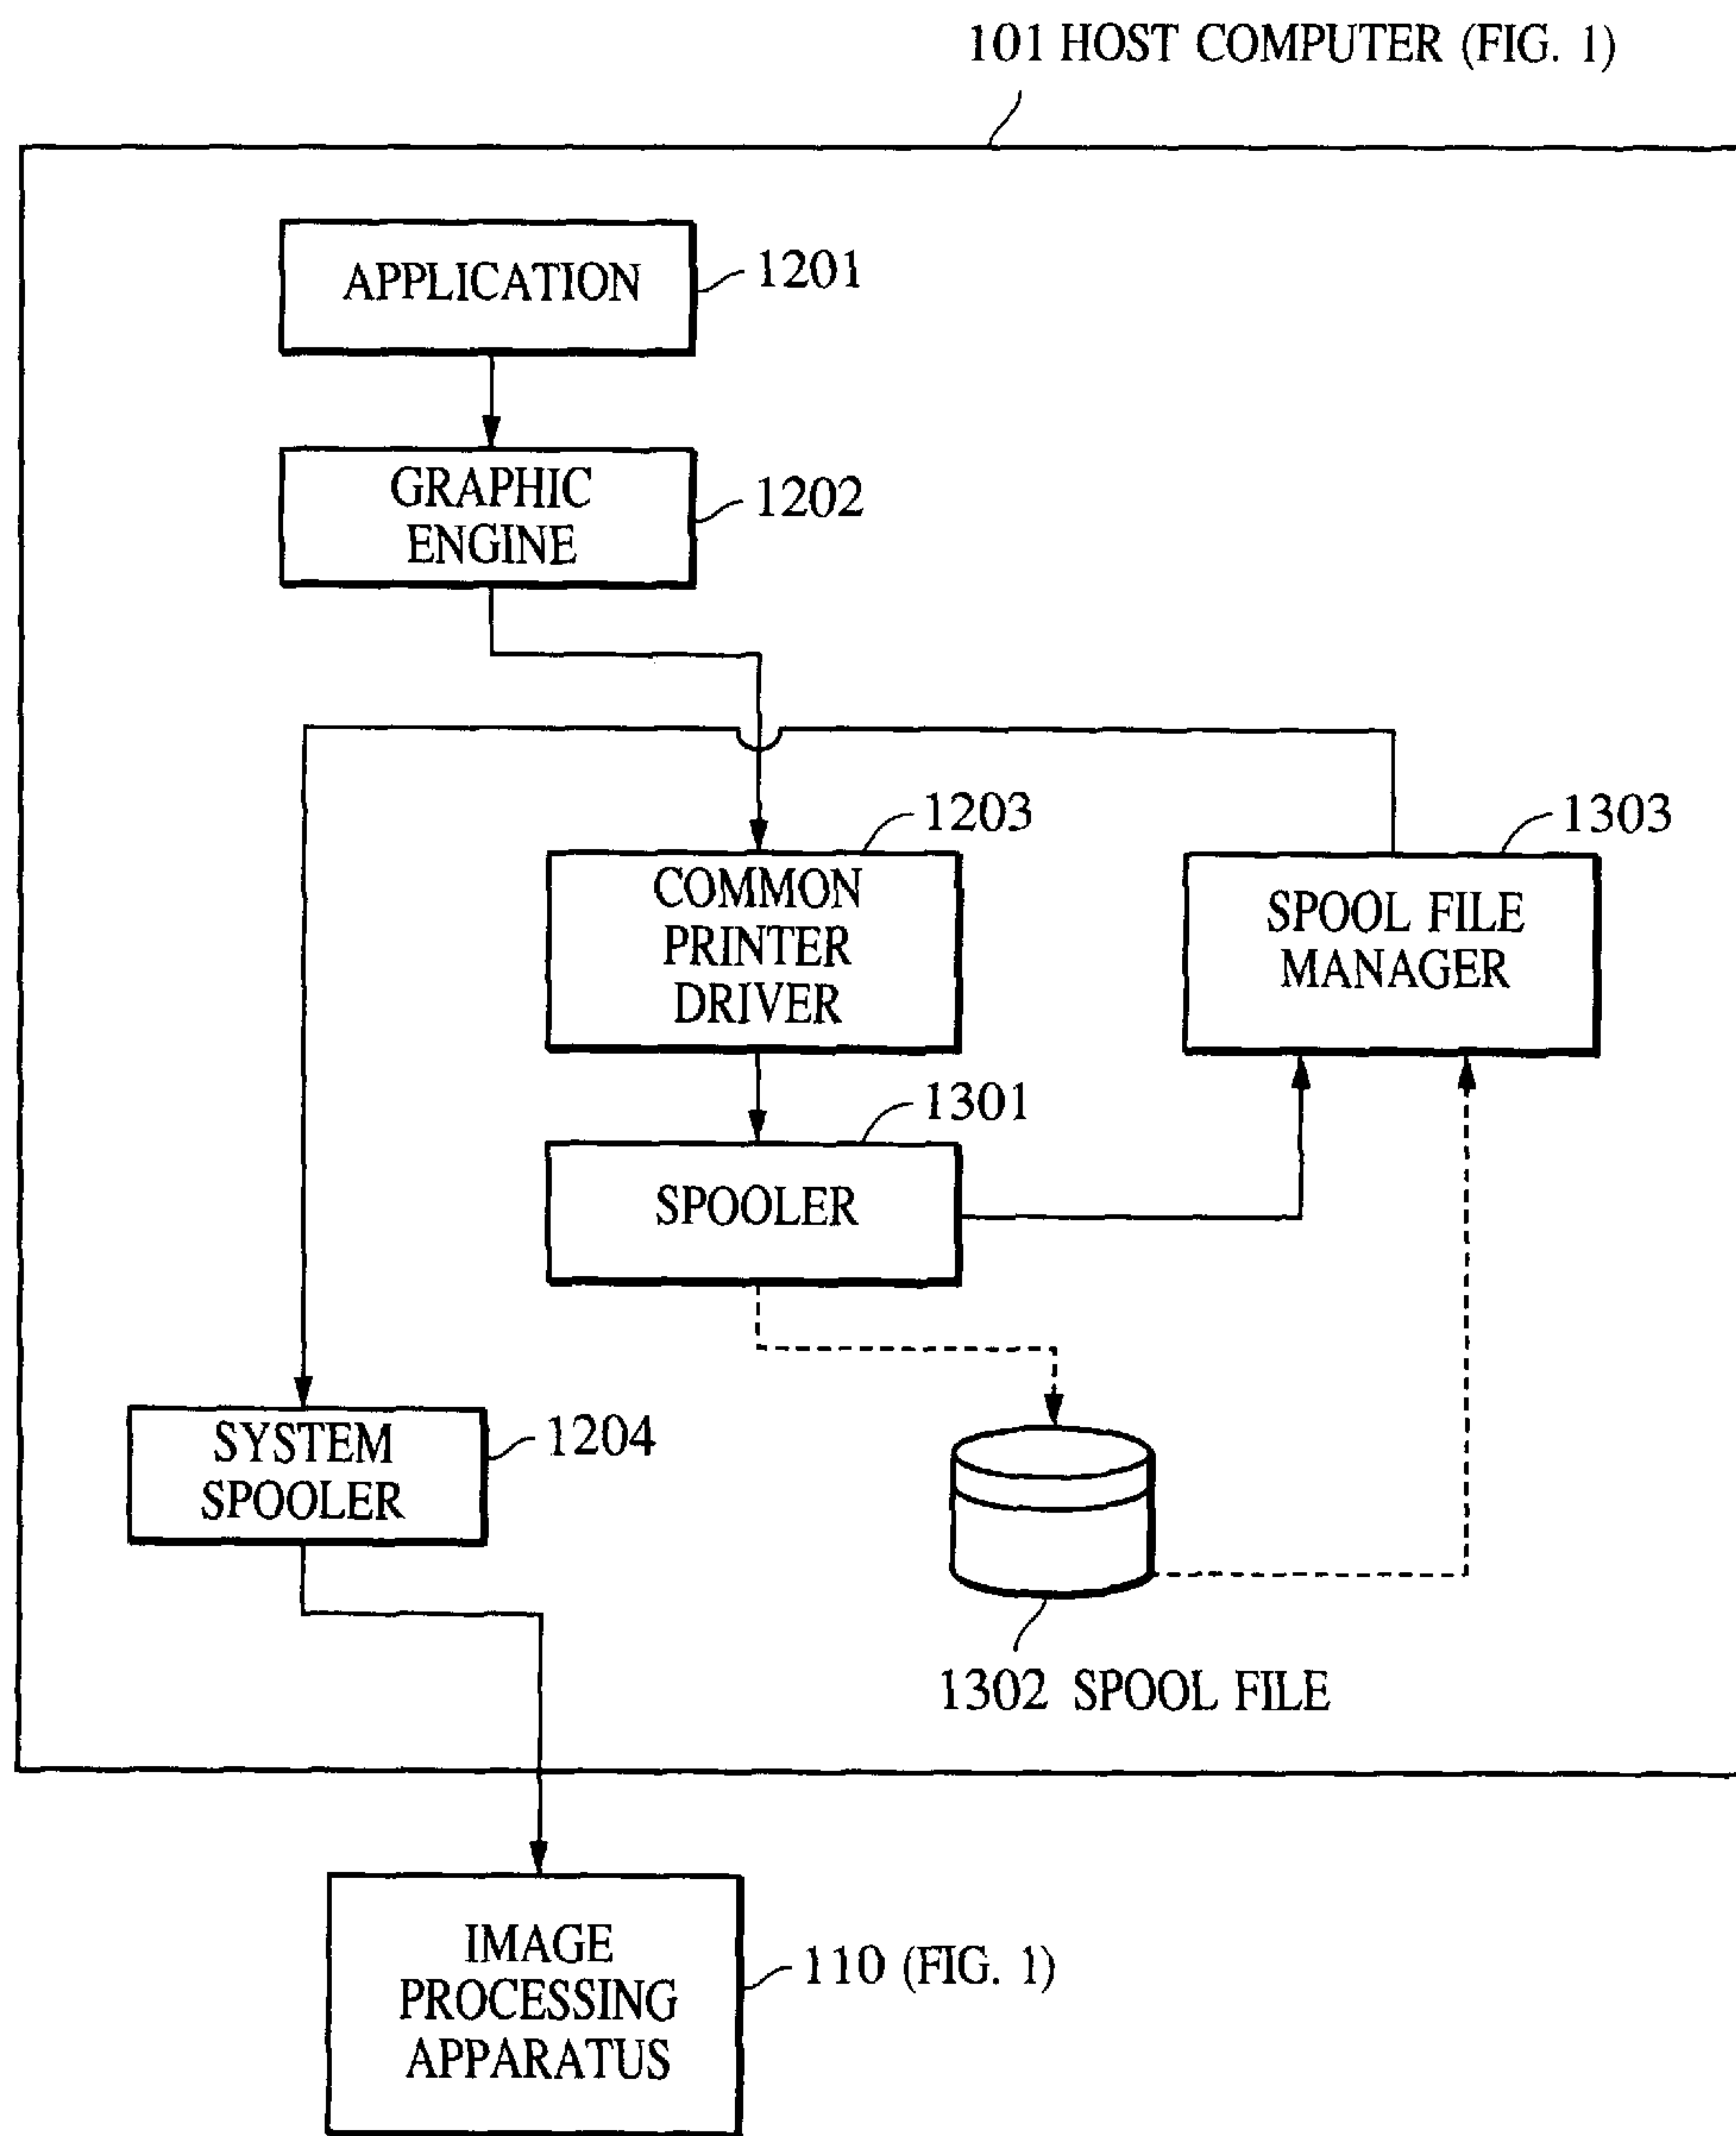 101 HOST COMPUTER (FIG. 1)
APPLICATION
1201
GRAPHIC
ENGINE
1202
1203
COMMON
PRINTER
DRIVER
1303
SPOOL FILE
MANAGER
1301
SPOOLER
SYSTEM
SPOOLER
1204
1302 SPOOL FILE
IMAGE
PROCESSING
APPARATUS
110 (FIG. 1)